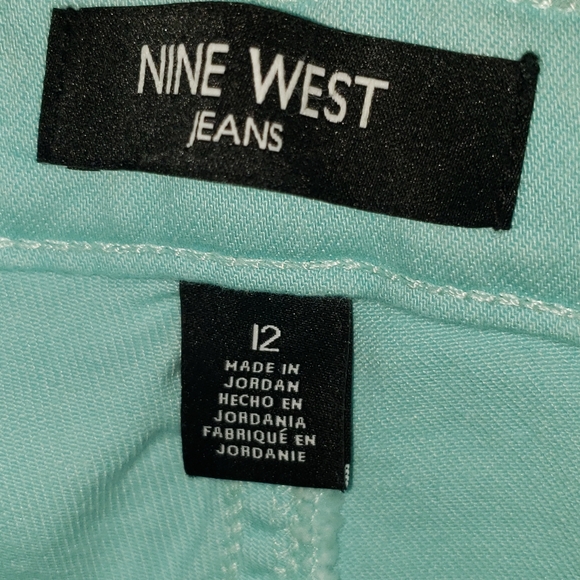 NINE WEST
JEANS
12
MADE IN
JORDAN
HECHO EN
JORDANIA
FABRIQUÉ EN
JORDANIE